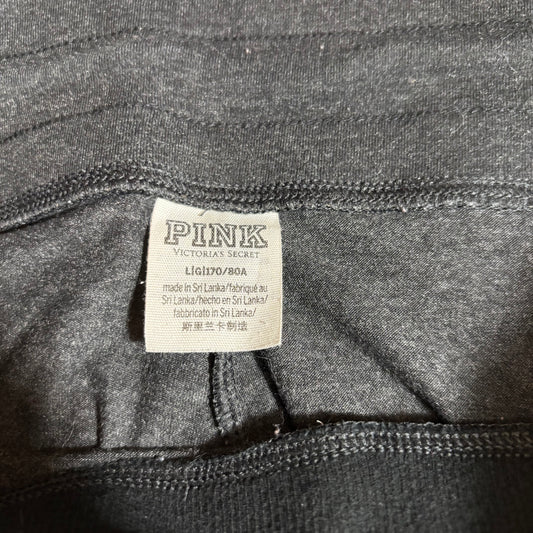 PINK
VICTORIA'S SECRET
L|G|170/80A
made in Sri Lanka/fabriqué au
Sri Lanka/hecho en Sri Lanka/
fabbricato in Sri Lanka/
斯里兰卡制造